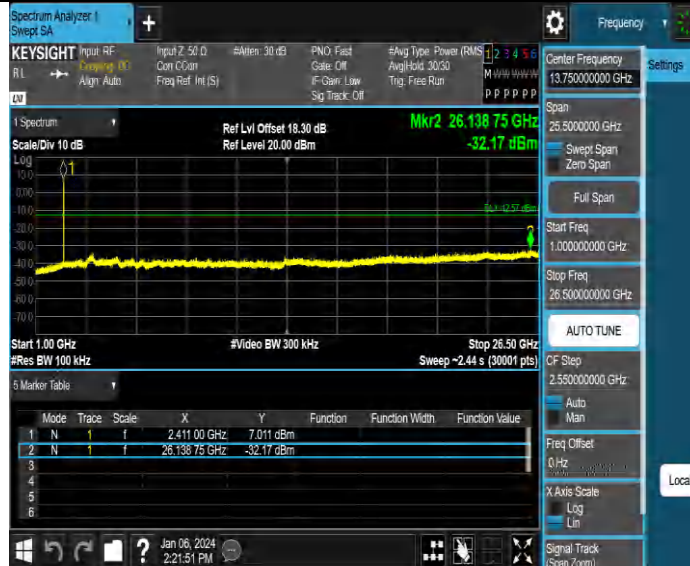 Spectrum Analyzer 1
Swept SA
+
Frequency
KEYSIGHT
RL
Input: RF
Coupling: DC
Align: Auto
Input Z: 50 Ω
Corr CCorr
Freq Ref: Int (S)
#Atten: 30 dB
PNO: Fast
Gate: Off
IF Gain: Low
Sig Track: Off
#Avg Type: Power (RMS
Avg|Hold: 30/30
Trig: Free Run
1 2 3 4 5 6
M W W W W W
P P P P P P
LXI
1 Spectrum
Scale/Div 10 dB
Ref Lvl Offset 18.30 dB
Ref Level 20.00 dBm
Mkr2 26.138 75 GHz
-32.17 dBm
Log
10.0
0.00
-10.0
-20.0
-30.0
-40.0
-50.0
-60.0
-70.0
1
2
DL1 -12.57 dBm
Start 1.00 GHz
#Res BW 100 kHz
#Video BW 300 kHz
Stop 26.50 GHz
Sweep ~2.44 s (30001 pts)
5 Marker Table
Mode Trace Scale X Y Function Function Width Function Value
1 N 1 f 2.411 00 GHz 7.011 dBm
2 N 1 f 26.138 75 GHz -32.17 dBm
3
4
5
6
?
Jan 06, 2024
2:21:51 PM
Center Frequency
13.750000000 GHz
Settings
Span
25.5000000 GHz
Swept Span
Zero Span
Full Span
Start Freq
1.000000000 GHz
Stop Freq
26.500000000 GHz
AUTO TUNE
CF Step
2.550000000 GHz
Auto
Man
Freq Offset
0 Hz
Local
X Axis Scale
Log
Lin
Signal Track
(Span Zoom)